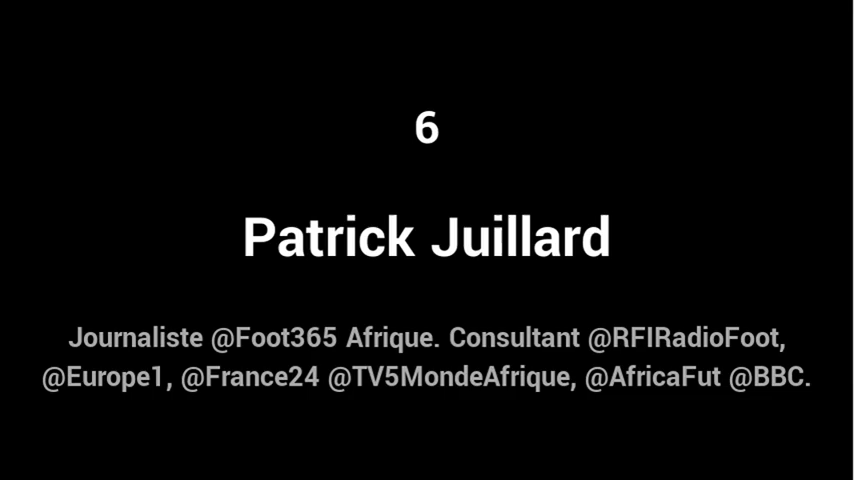 6
Patrick Juillard
Journaliste @Foot365 Afrique. Consultant @RFIRadioFoot,
@Europe1, @France24 @TV5MondeAfrique, @AfricaFut @BBC.